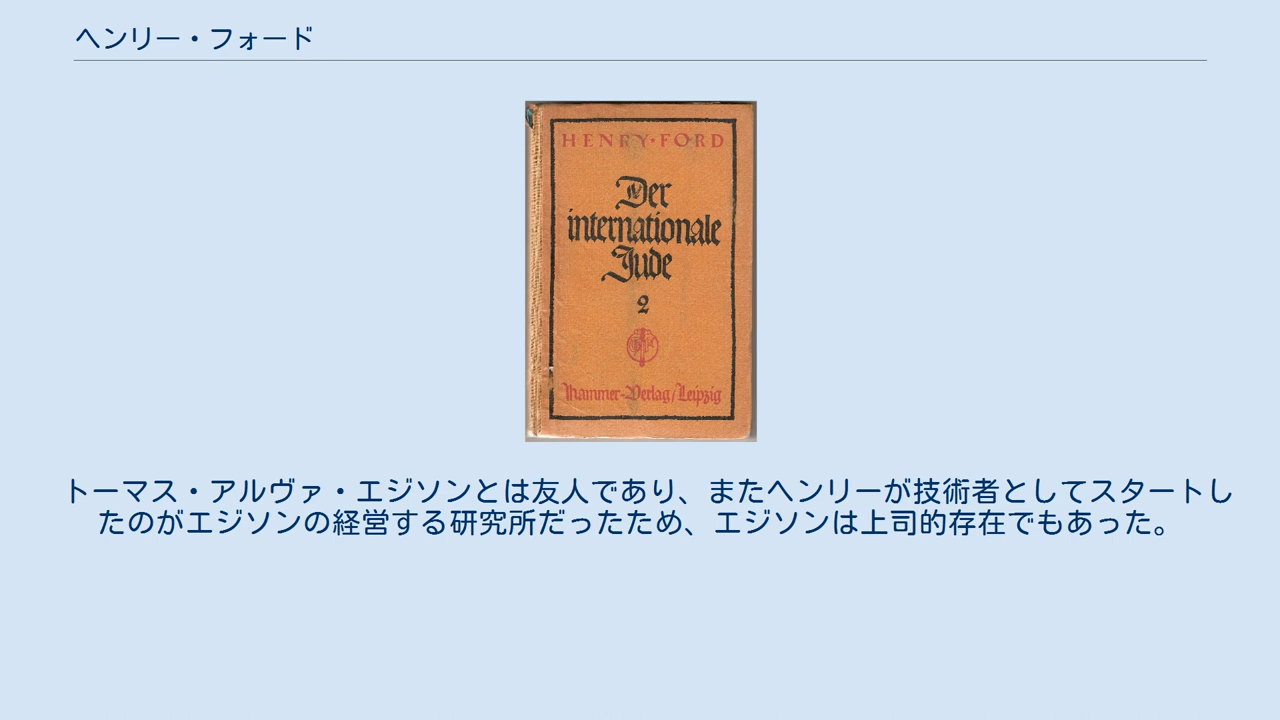 ヘンリー・フォード
HENRY·FORD
Der
internationale
Jude
2
Hammer-Verlag/Leipzig
トーマス・アルヴァ・エジソンとは友人であり、またヘンリーが技術者としてスタートし
たのがエジソンの経営する研究所だったため、エジソンは上司的存在でもあった。